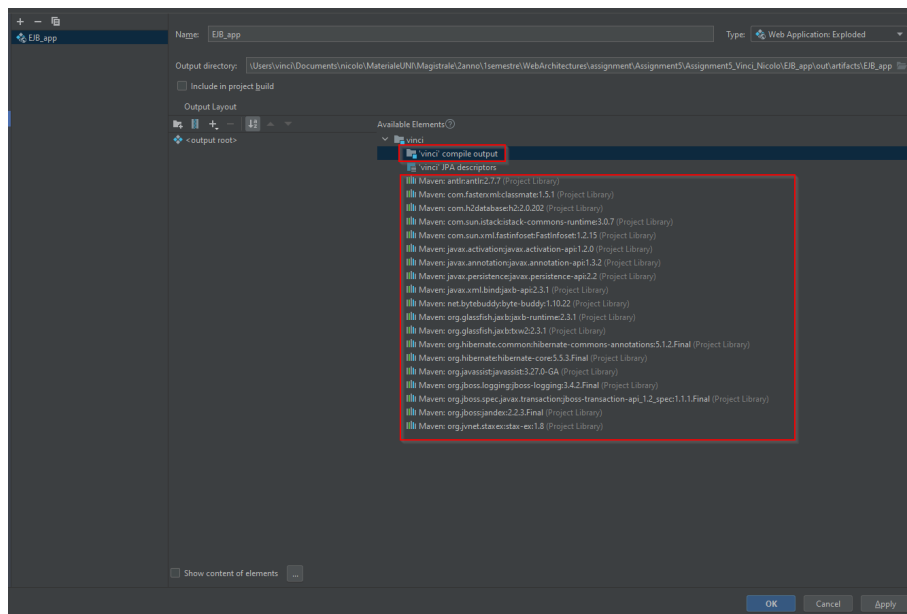 EJB_app
Name: EJB_app Type: Web Application: Exploded
Output directory: \Users\vinci\Documents\nicolo\MaterialeUNI\Magistrale\2anno\1semestre\WebArchitectures\assignment\Assignment5\Assignment5_Vinci_Nicolo\EJB_app\out\artifacts\EJB_app
Include in project build
Output Layout
Available Elements
<output root>
vinci
'vinci' compile output
'vinci' JPA descriptors
Maven: antlr:antlr:2.7.7 (Project Library)
Maven: com.fasterxml:classmate:1.5.1 (Project Library)
Maven: com.h2database:h2:2.0.202 (Project Library)
Maven: com.sun.istack:istack-commons-runtime:3.0.7 (Project Library)
Maven: com.sun.xml.fastinfoset:FastInfoset:1.2.15 (Project Library)
Maven: javax.activation:javax.activation-api:1.2.0 (Project Library)
Maven: javax.annotation:javax.annotation-api:1.3.2 (Project Library)
Maven: javax.persistence:javax.persistence-api:2.2 (Project Library)
Maven: javax.xml.bind:jaxb-api:2.3.1 (Project Library)
Maven: net.bytebuddy:byte-buddy:1.10.22 (Project Library)
Maven: org.glassfish.jaxb:jaxb-runtime:2.3.1 (Project Library)
Maven: org.glassfish.jaxb:txw2:2.3.1 (Project Library)
Maven: org.hibernate.common:hibernate-commons-annotations:5.1.2.Final (Project Library)
Maven: org.hibernate:hibernate-core:5.5.3.Final (Project Library)
Maven: org.javassist:javassist:3.27.0-GA (Project Library)
Maven: org.jboss.logging:jboss-logging:3.4.2.Final (Project Library)
Maven: org.jboss.spec.javax.transaction:jboss-transaction-api_1.2_spec:1.1.1.Final (Project Library)
Maven: org.jboss:jandex:2.2.3.Final (Project Library)
Maven: org.jvnet.staxex:stax-ex:1.8 (Project Library)
Show content of elements ...
OK Cancel Apply